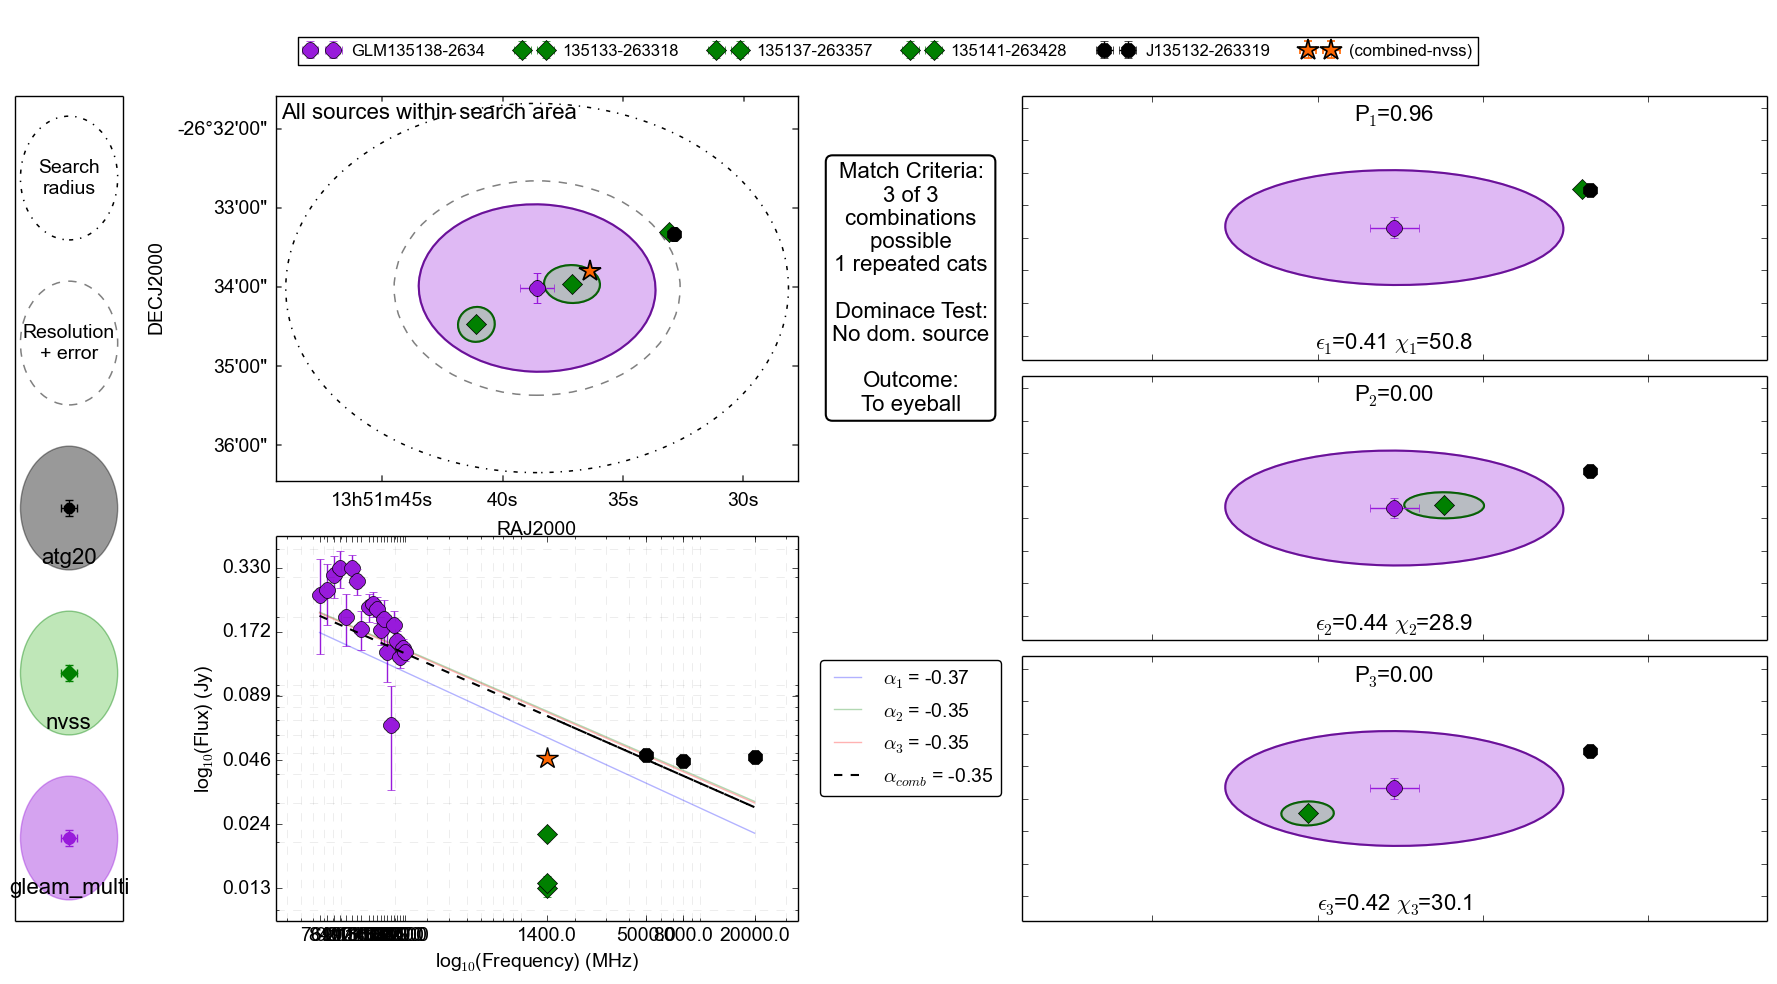 GLM135138-2634 135133-263318 135137-263357 135141-263428 J135132-263319 (combined-nvss)
Search
radius
Resolution
+ error
atg20
nvss
gleam_multi
All sources within search area
-26°32'00"
33'00"
34'00"
35'00"
36'00"
DECJ2000
13h51m45s 40s 35s 30s
RAJ2000
Match Criteria:
3 of 3
combinations
possible
1 repeated cats
Dominace Test:
No dom. source
Outcome:
To eyeball
P1=0.96
ϵ1=0.41 χ1=50.8
P2=0.00
ϵ2=0.44 χ2=28.9
P3=0.00
ϵ3=0.42 χ3=30.1
0.330
0.172
0.089
0.046
0.024
0.013
log10(Flux) (Jy)
1400.0 5000.0 8000.0 20000.0
log10(Frequency) (MHz)
α1 = -0.37
α2 = -0.35
α3 = -0.35
αcomb = -0.35